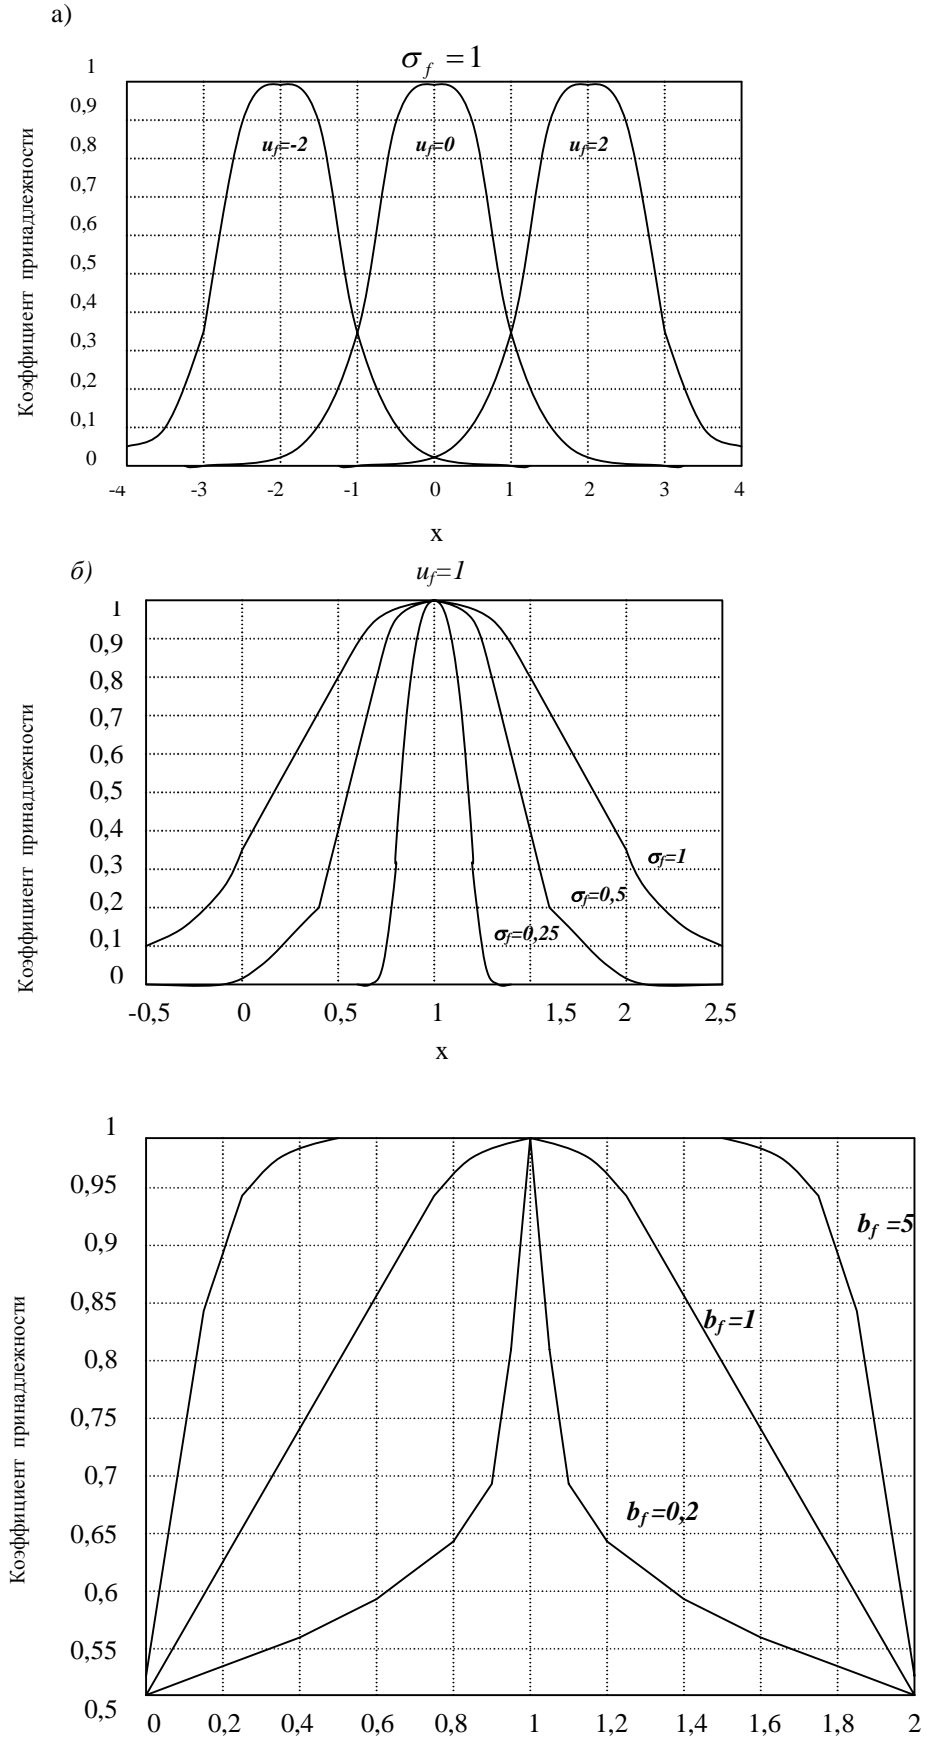 а)
σf = 1
Коэффициент принадлежности
1
0,9
0,8
0,7
0,6
0,5
0,4
0,3
0,2
0,1
0
uf=-2 uf=0 uf=2
-4 -3 -2 -1 0 1 2 3 4
x
б)
uf=1
Коэффициент принадлежности
1
0,9
0,8
0,7
0,6
0,5
0,4
0,3
0,2
0,1
0
σf=1
σf=0,5
σf=0,25
-0,5 0 0,5 1 1,5 2 2,5
x
Коэффициент принадлежности
1
0,95
0,9
0,85
0,8
0,75
0,7
0,65
0,6
0,55
0,5
bf =5
bf =1
bf =0,2
0 0,2 0,4 0,6 0,8 1 1,2 1,4 1,6 1,8 2